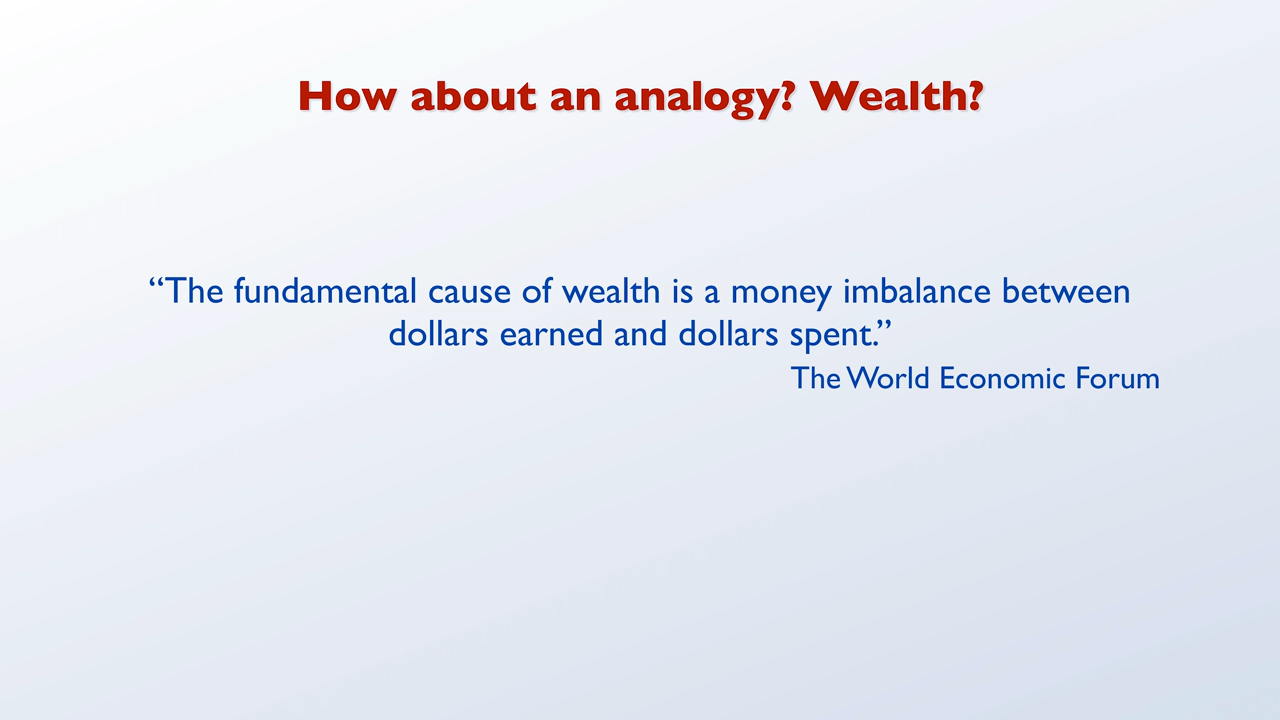 How about an analogy? Wealth?
“The fundamental cause of wealth is a money imbalance between
dollars earned and dollars spent.”
The World Economic Forum